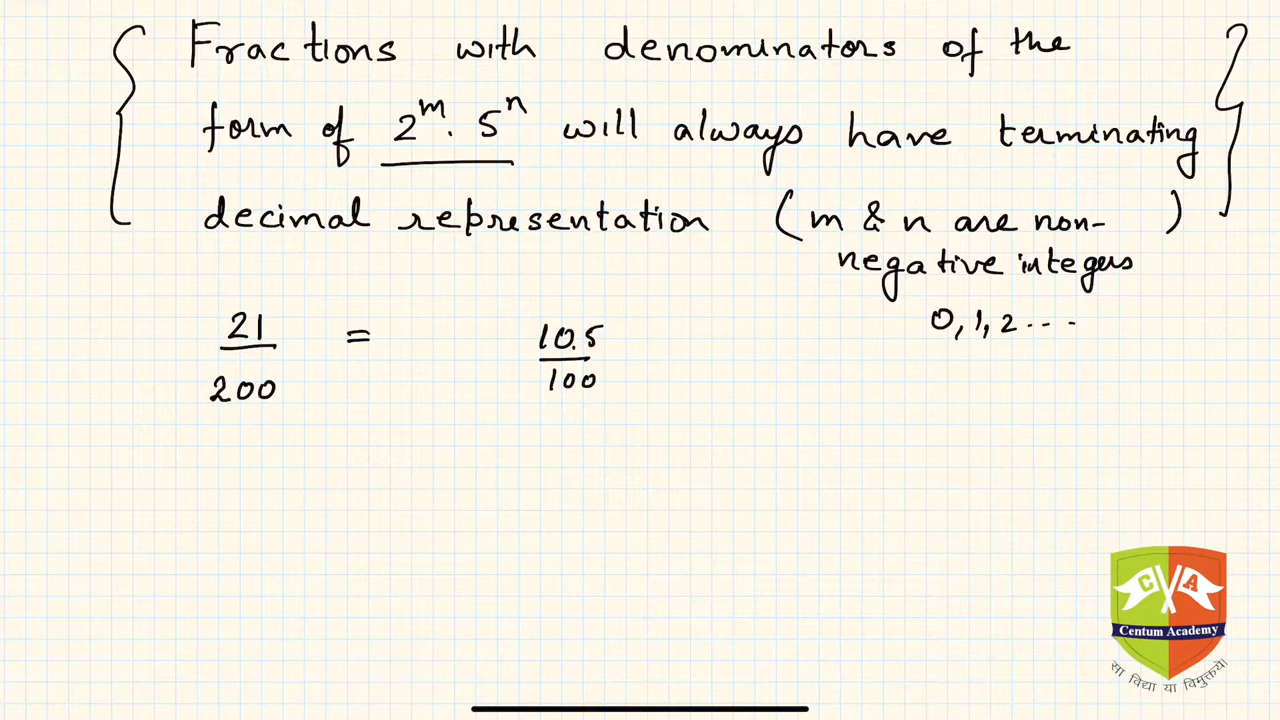 Fractions with denominators of the
form of 2^m . 5^n will always have terminating
decimal representation (m & n are non-
negative integers)
0, 1, 2 ----
21/200 = 10.5/100
C A
Centum Academy
सा विद्या या विमुक्तये।